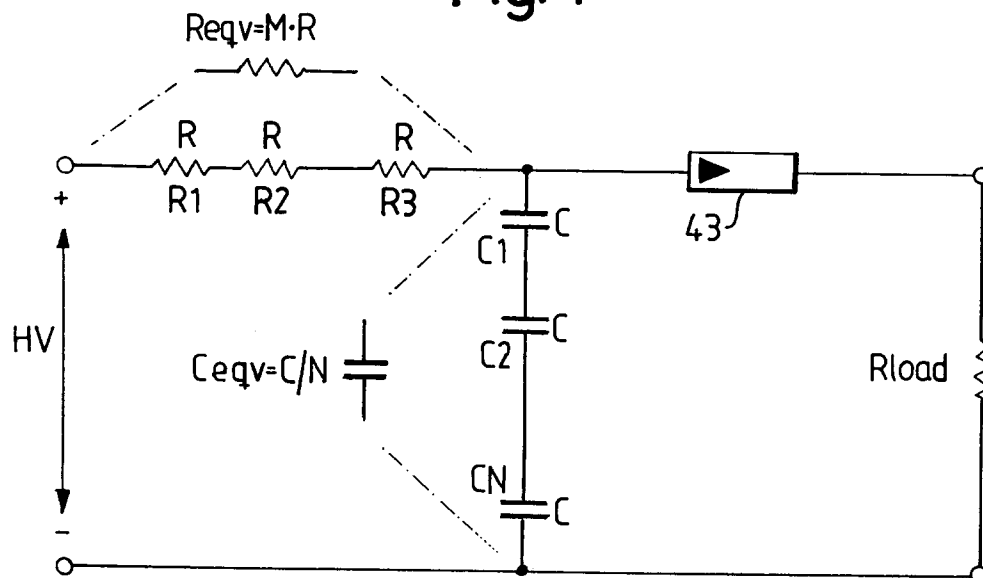 Reqv=M·R
R R R
+ R1 R2 R3
43
C
C1
HV
C
C2
Ceqv=C/N
Rload
CN
C
−